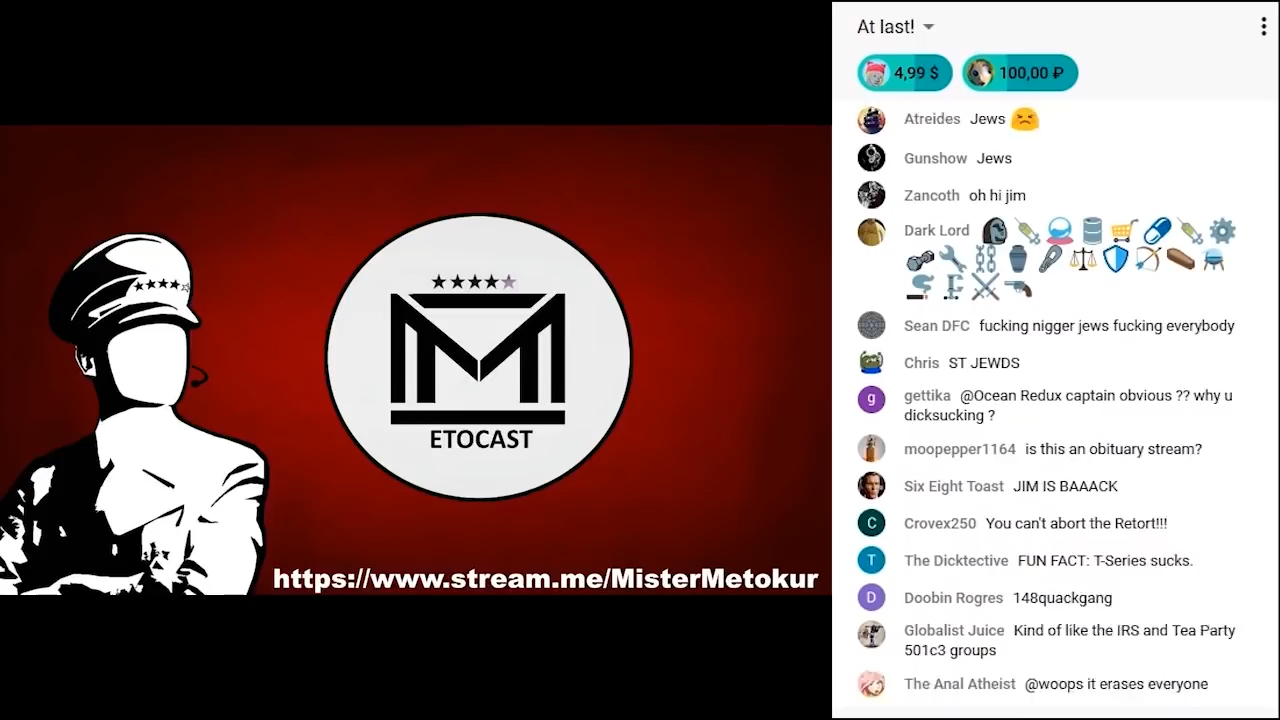 At last!
4,99 $
100,00 ₽
Atreides Jews
Gunshow Jews
Zancoth oh hi jim
Dark Lord
Sean DFC fucking nigger jews fucking everybody
Chris ST JEWDS
g
gettika @Ocean Redux captain obvious ?? why u
dicksucking ?
moopepper1164 is this an obituary stream?
Six Eight Toast JIM IS BAAACK
C
Crovex250 You can't abort the Retort!!!
T
The Dicktective FUN FACT: T-Series sucks.
D
Doobin Rogres 148quackgang
Globalist Juice Kind of like the IRS and Tea Party
501c3 groups
The Anal Atheist @woops it erases everyone
M
ETOCAST
https://www.stream.me/MisterMetokur